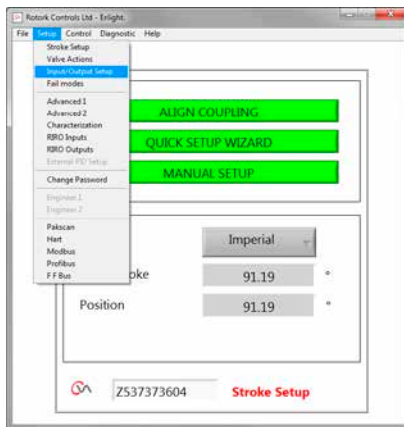 Rotork Controls Ltd - Enlight.
File Setup Control Diagnostic Help
Stroke Setup
Valve Actions
Input/Output Setup
Fail modes
Advanced 1
Advanced 2
Characterization
RIRO Inputs
RIRO Outputs
External PID Setup
Change Password
Engineer 1
Engineer 2
Pakscan
Hart
Modbus
Profibus
F F Bus
ALIGN COUPLING
QUICK SETUP WIZARD
MANUAL SETUP
Imperial
oke 91.19 °
Position 91.19 °
Z537373604 Stroke Setup